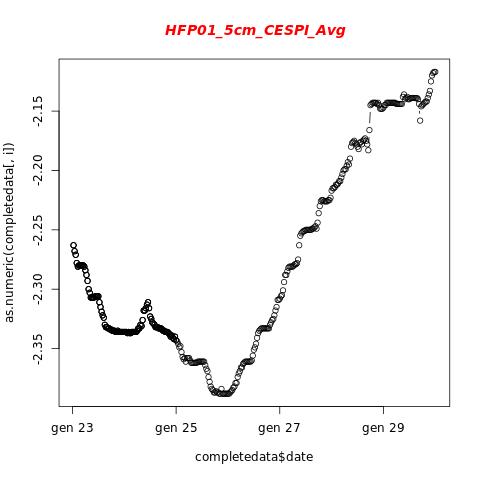 HFP01_5cm_CESPI_Avg
as.numeric(completedata[, i])
-2.15
-2.20
-2.25
-2.30
-2.35
gen 23
gen 25
gen 27
gen 29
completedata$date